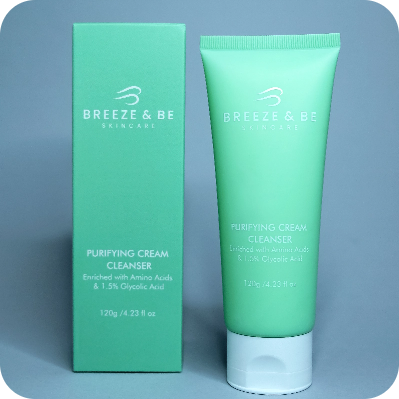 BREEZE & BE
SKINCARE
PURIFYING CREAM
CLEANSER
Enriched with Amino Acids
& 1.5% Glycolic Acid
120g /4.23 fl oz
BREEZE & BE
SKINCARE
PURIFYING CREAM
CLEANSER
Enriched with Amino Acids
& 1.5% Glycolic Acid
120g /4.23 fl oz